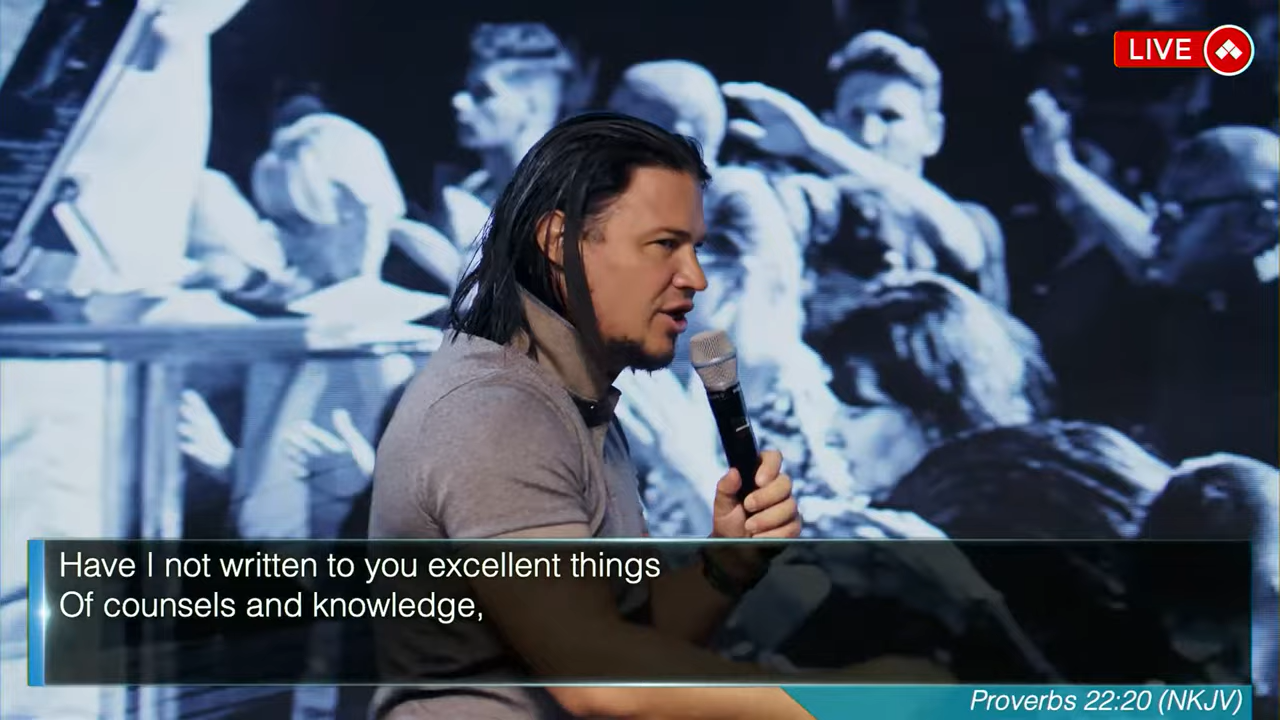 LIVE
Have I not written to you excellent things
Of counsels and knowledge,
Proverbs 22:20 (NKJV)